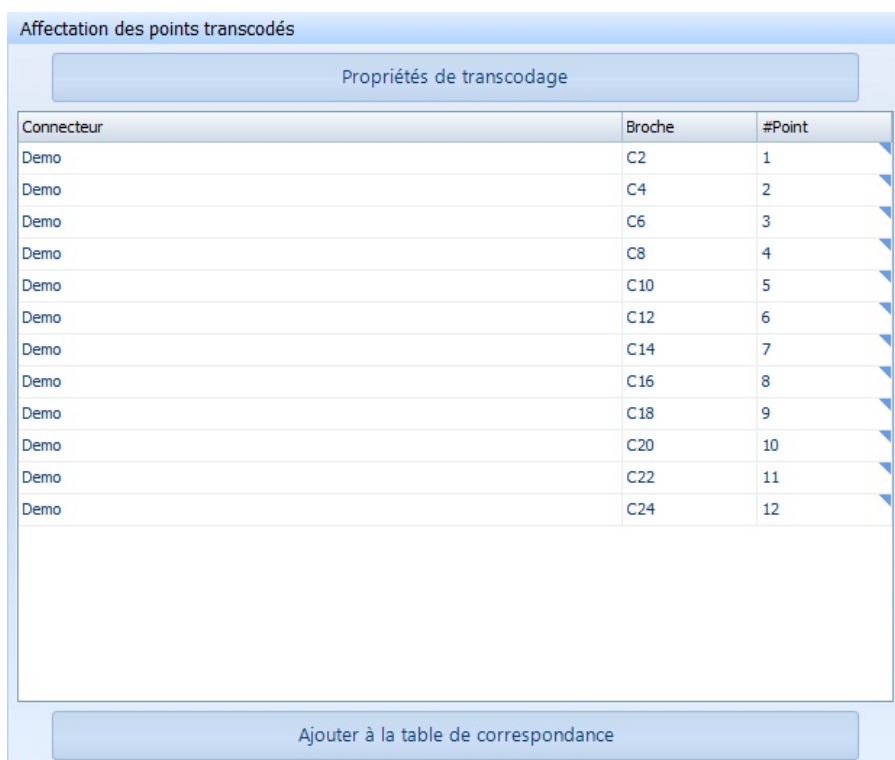 Affectation des points transcodés
Propriétés de transcodage
Connecteur Broche #Point
Demo C2 1
Demo C4 2
Demo C6 3
Demo C8 4
Demo C10 5
Demo C12 6
Demo C14 7
Demo C16 8
Demo C18 9
Demo C20 10
Demo C22 11
Demo C24 12
Ajouter à la table de correspondance